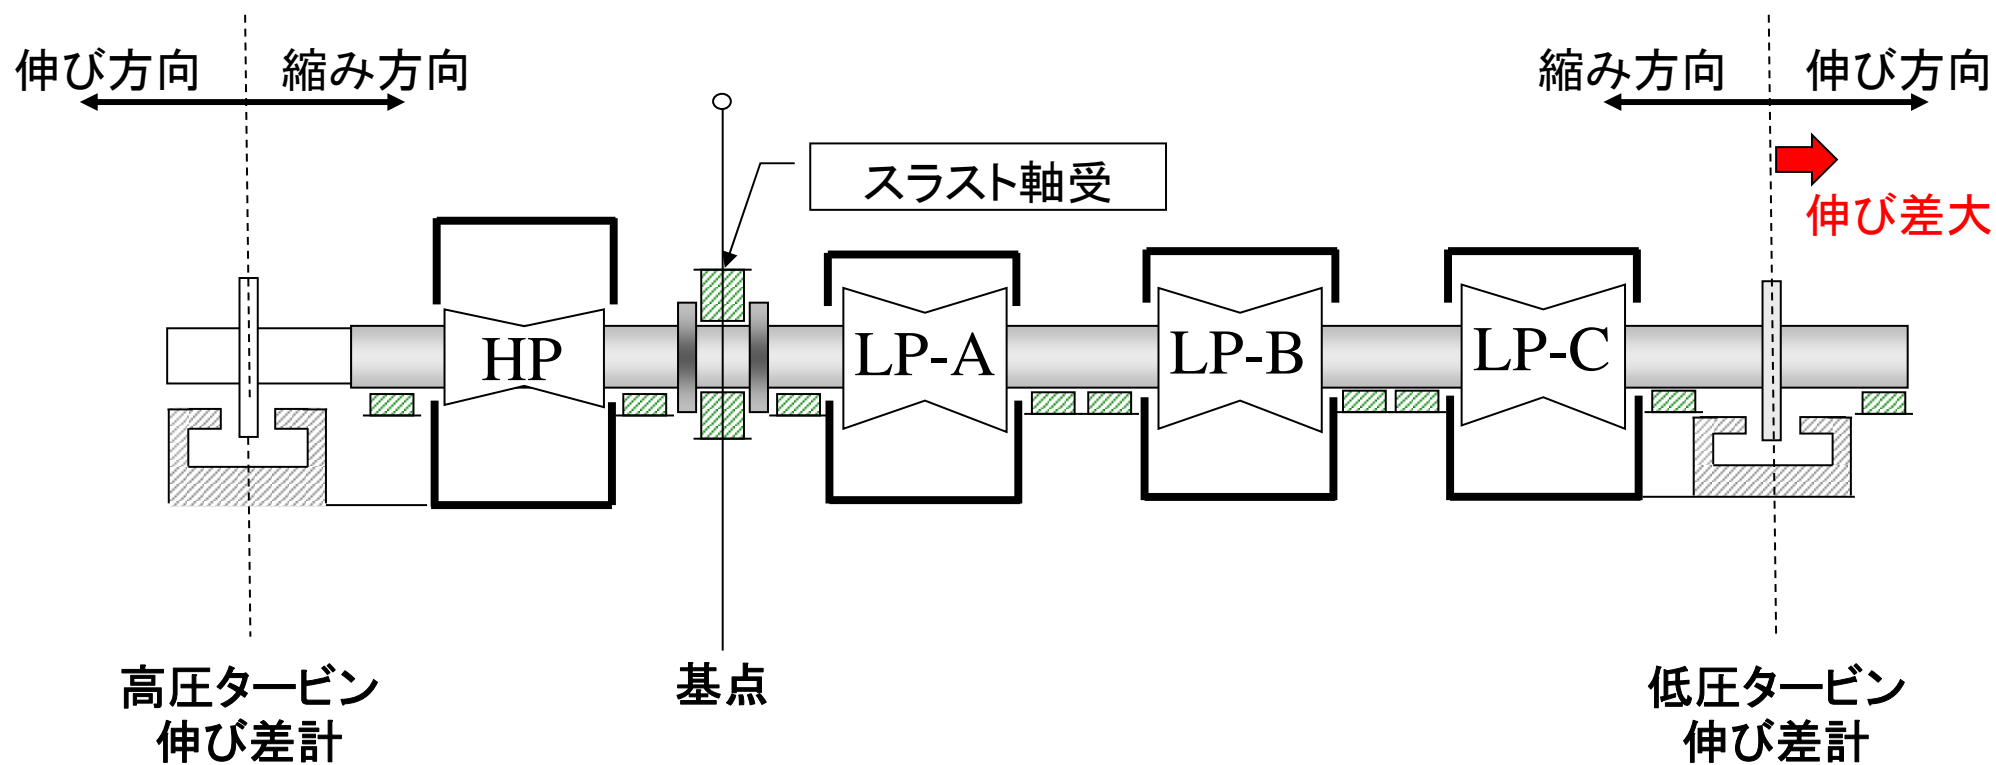 伸び方向 縮み方向
縮み方向 伸び方向
スラスト軸受
伸び差大
HP
LP-A
LP-B
LP-C
高圧タービン
伸び差計
基点
低圧タービン
伸び差計